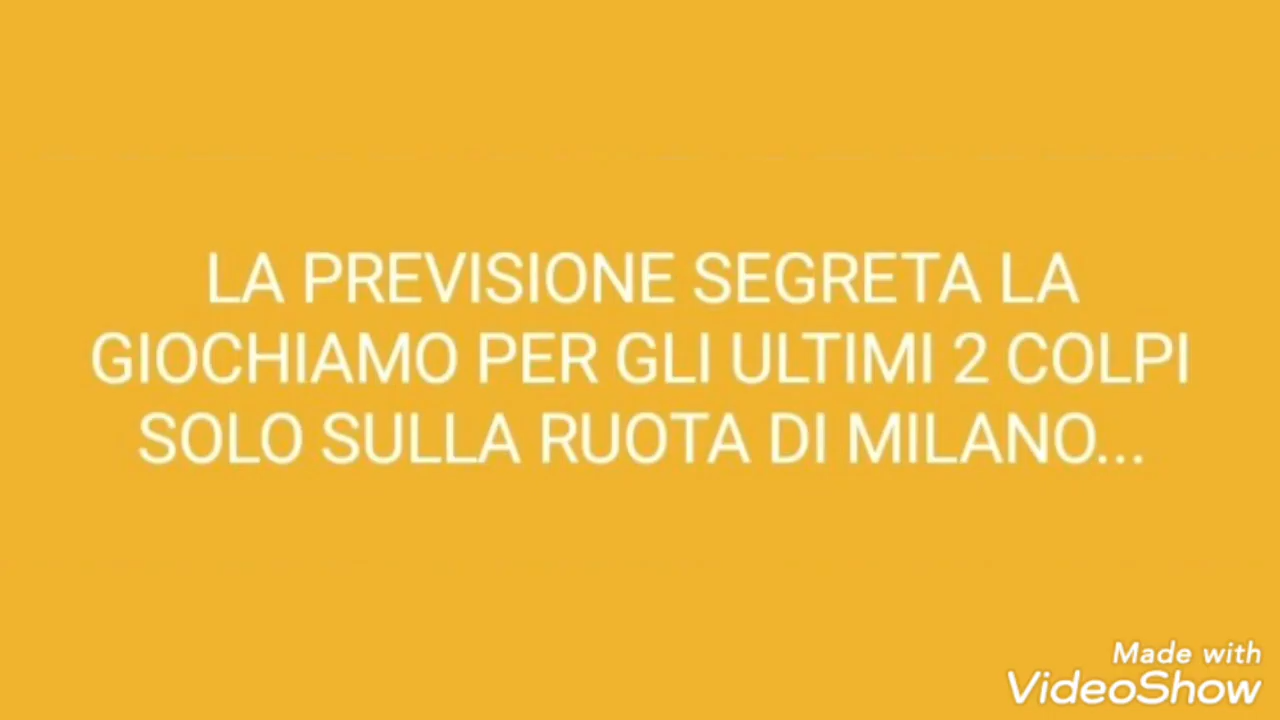 LA PREVISIONE SEGRETA LA
GIOCHIAMO PER GLI ULTIMI 2 COLPI
SOLO SULLA RUOTA DI MILANO...
Made with
VideoShow